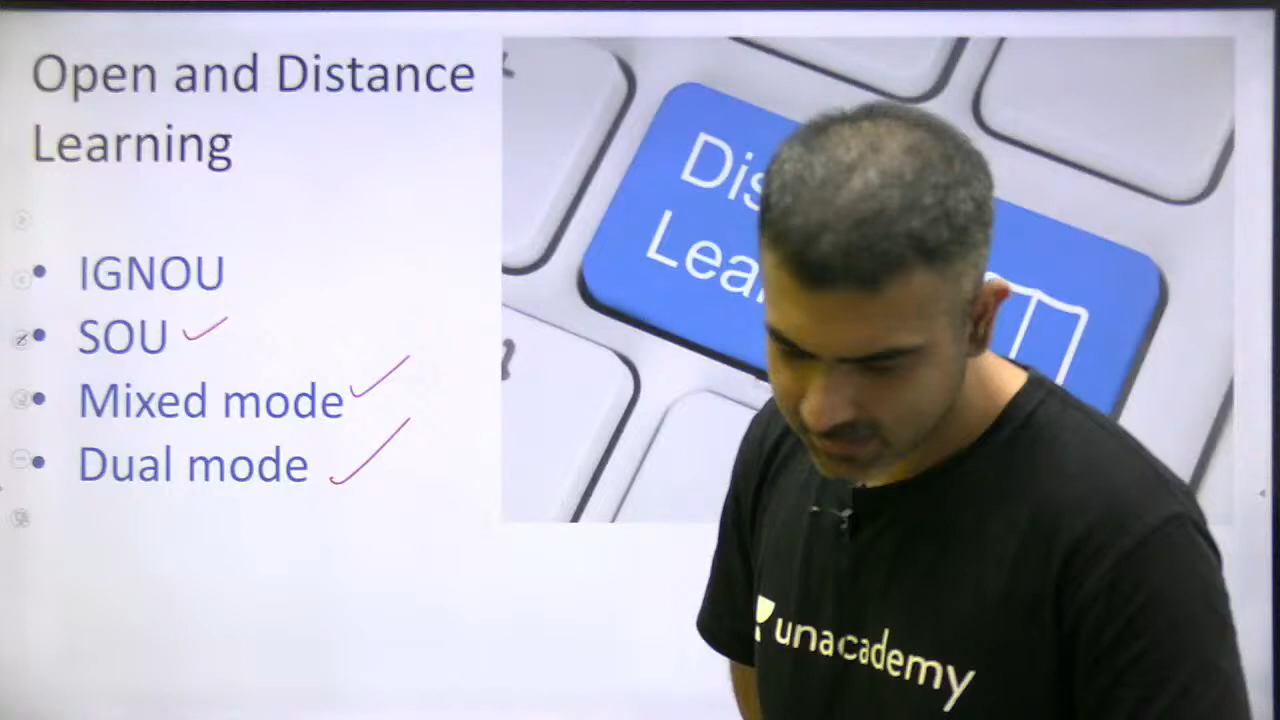 Open and Distance
Learning
IGNOU
SOU
Mixed mode
Dual mode
unacademy